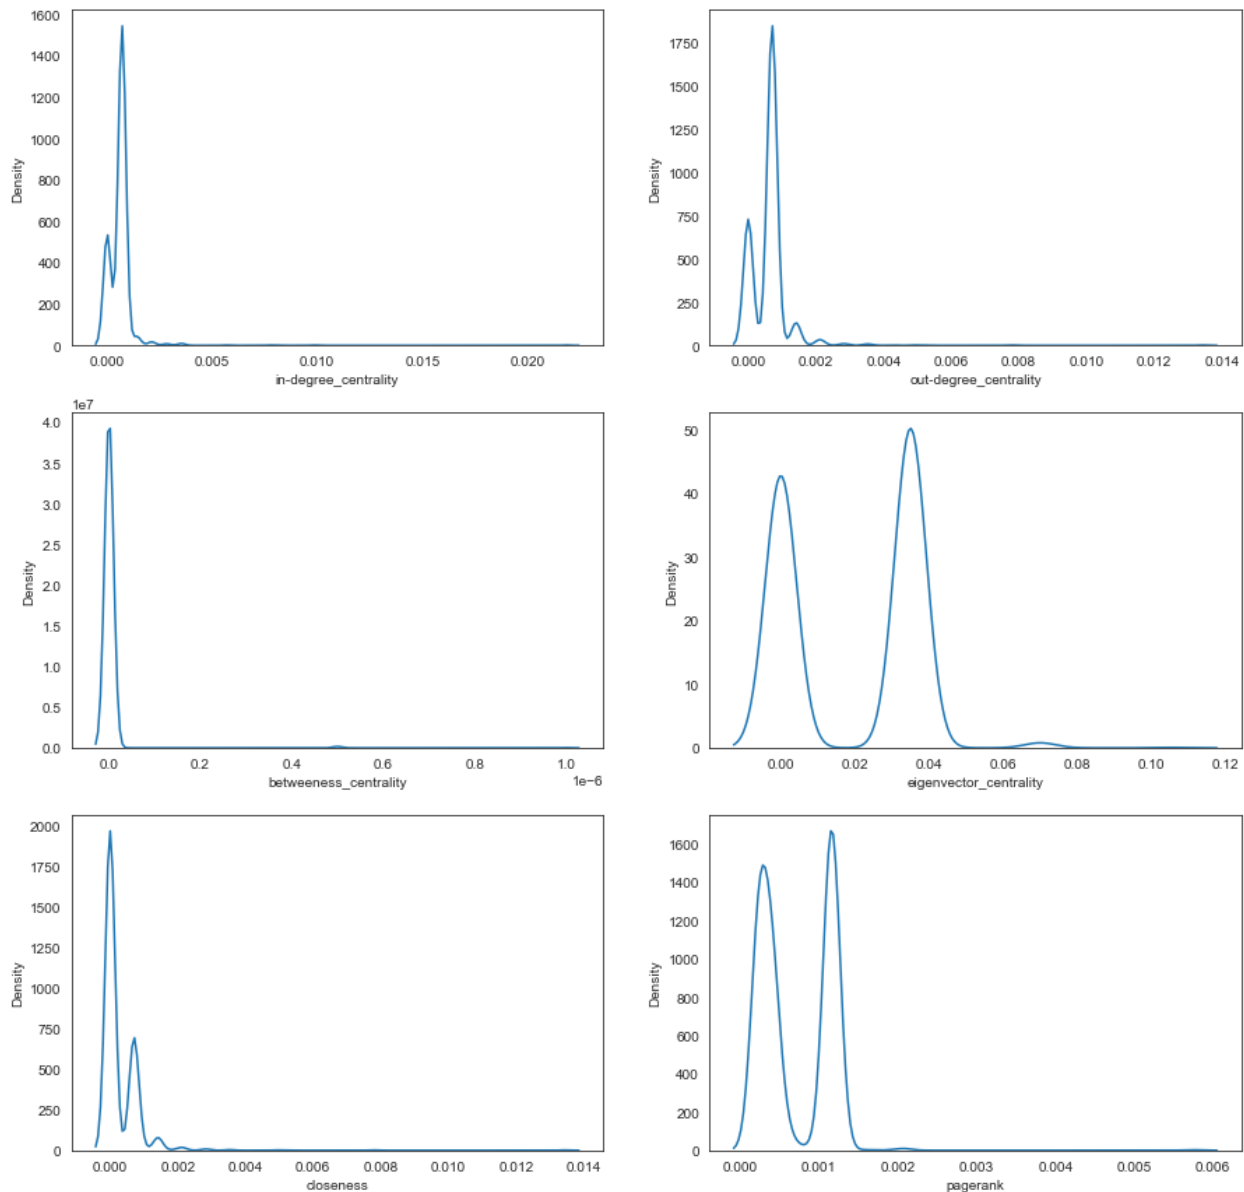 1600
1400
1200
1000
800
600
400
200
0
Density
0.000 0.005 0.010 0.015 0.020
in-degree_centrality
1750
1500
1250
1000
750
500
250
0
Density
0.000 0.002 0.004 0.006 0.008 0.010 0.012 0.014
out-degree_centrality
1e7
4.0
3.5
3.0
2.5
2.0
1.5
1.0
0.5
0.0
Density
0.0 0.2 0.4 0.6 0.8 1.0
betweeness_centrality
1e−6
50
40
30
20
10
0
Density
0.00 0.02 0.04 0.06 0.08 0.10 0.12
eigenvector_centrality
2000
1750
1500
1250
1000
750
500
250
0
Density
0.000 0.002 0.004 0.006 0.008 0.010 0.012 0.014
closeness
1600
1400
1200
1000
800
600
400
200
0
Density
0.000 0.001 0.002 0.003 0.004 0.005 0.006
pagerank